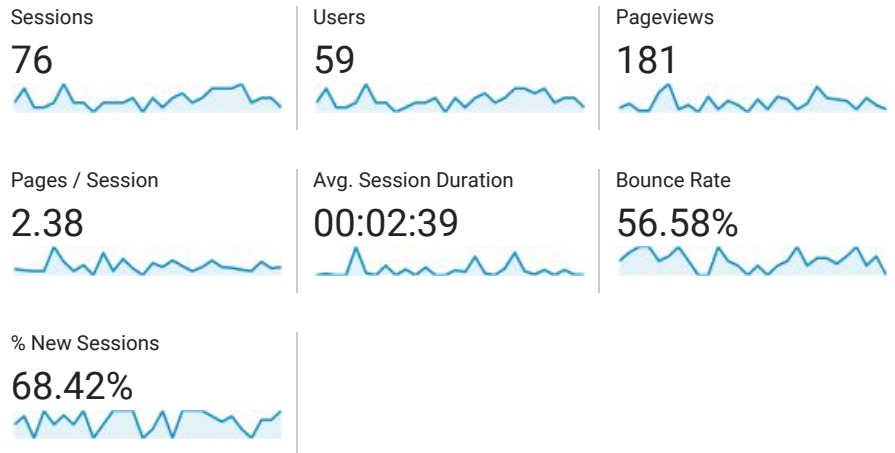 Sessions
76
Users
59
Pageviews
181
Pages / Session
2.38
Avg. Session Duration
00:02:39
Bounce Rate
56.58%
% New Sessions
68.42%